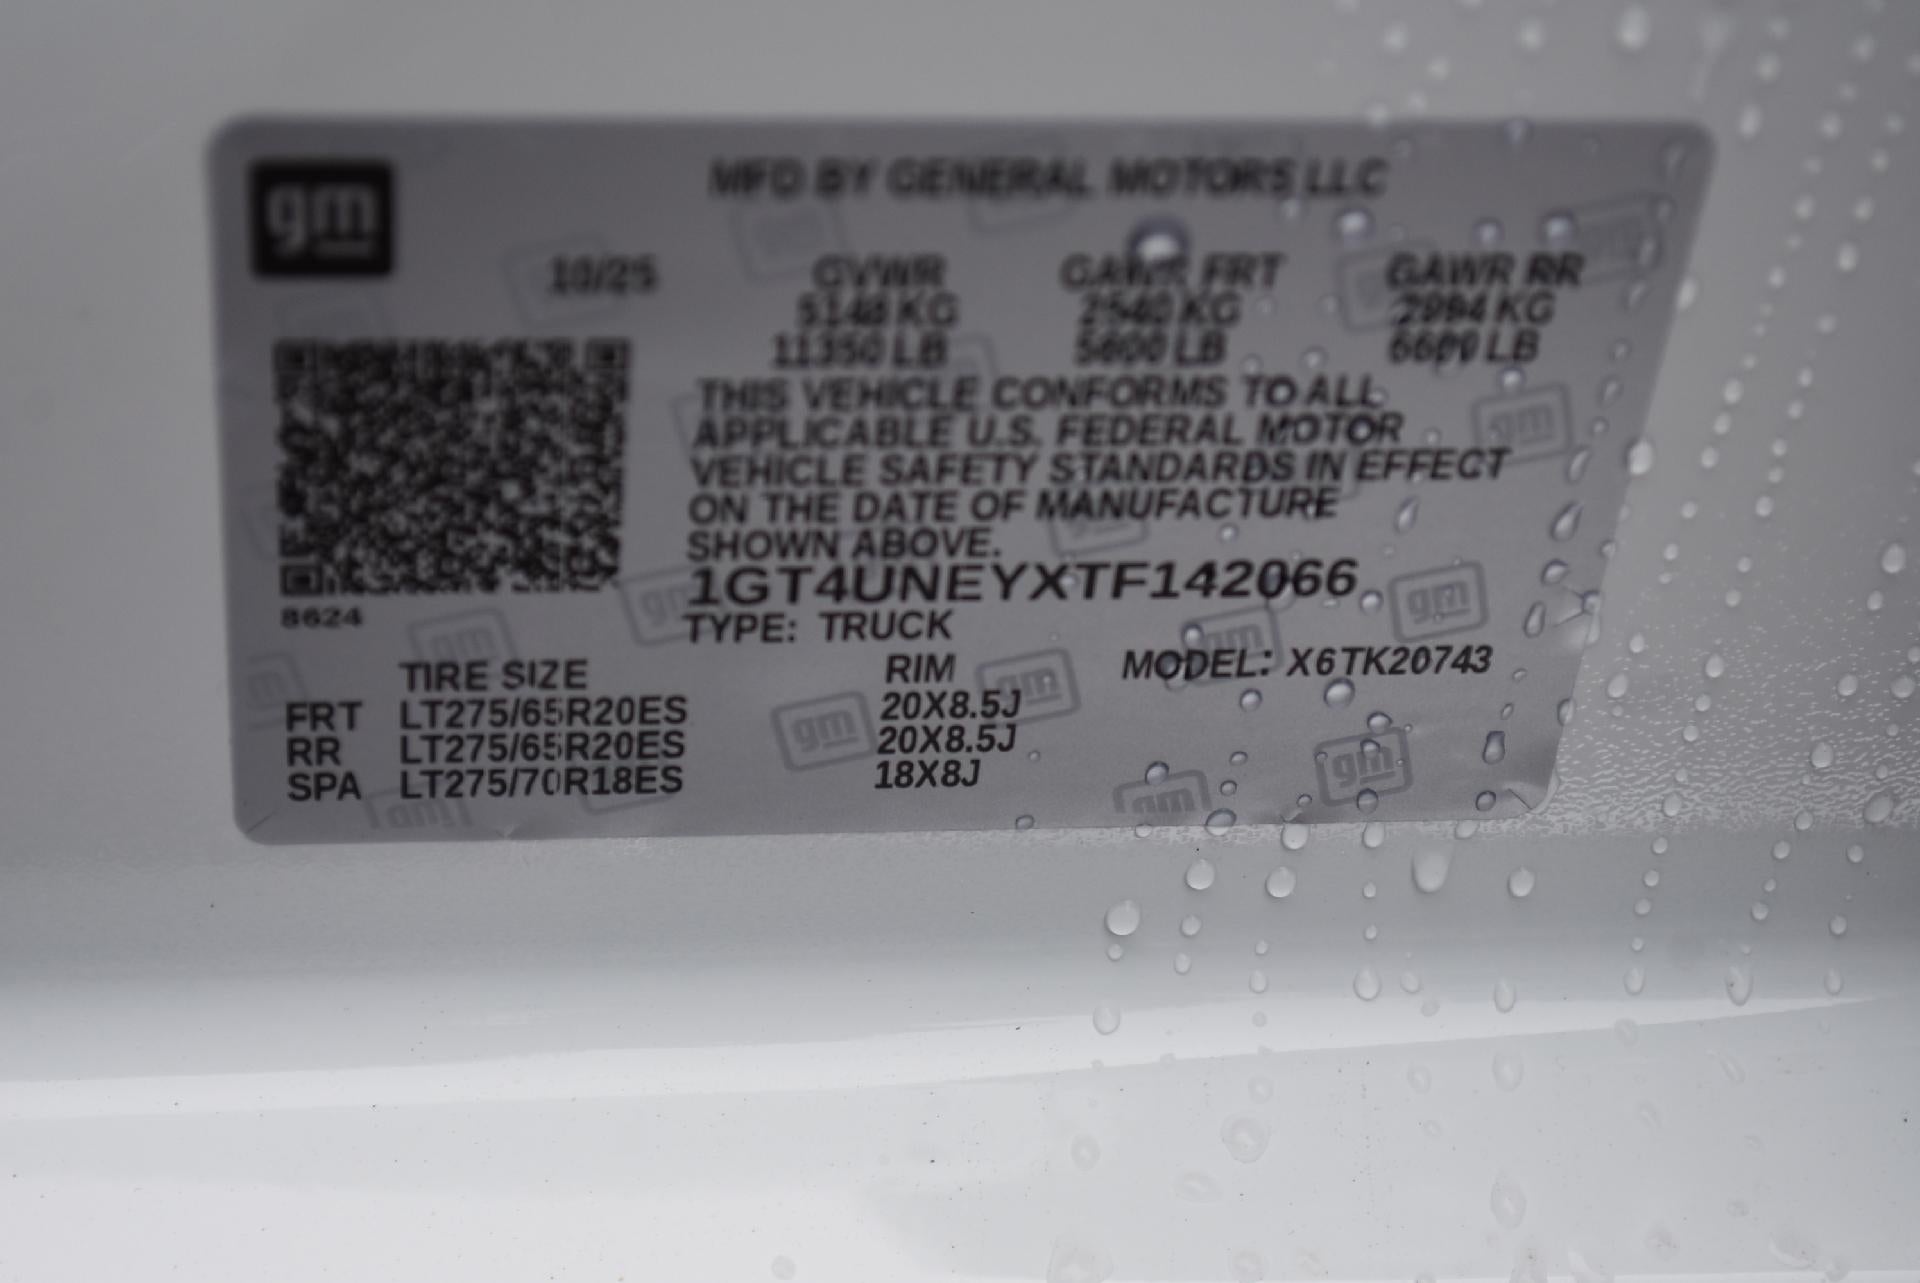 gm
MFD BY GENERAL MOTORS LLC
10/25 GVWR GAWR FRT GAWR RR
5148 KG 2540 KG 2994 KG
11350 LB 5600 LB 6600 LB
THIS VEHICLE CONFORMS TO ALL
APPLICABLE U.S. FEDERAL MOTOR
VEHICLE SAFETY STANDARDS IN EFFECT
ON THE DATE OF MANUFACTURE
SHOWN ABOVE.
1GT4UNEYXTF142066
8624
TYPE: TRUCK
TIRE SIZE RIM MODEL: X6TK20743
FRT LT275/65R20ES 20X8.5J
RR LT275/65R20ES 20X8.5J
SPA LT275/70R18ES 18X8J